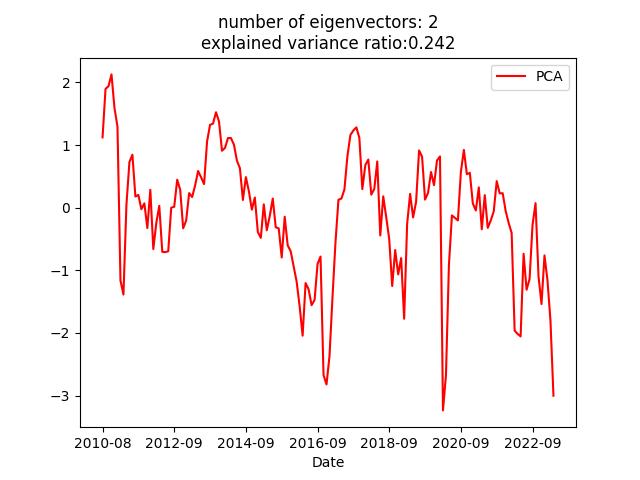 number of eigenvectors: 2
explained variance ratio:0.242
PCA
2
1
0
−1
−2
−3
2010-08 2012-09 2014-09 2016-09 2018-09 2020-09 2022-09
Date